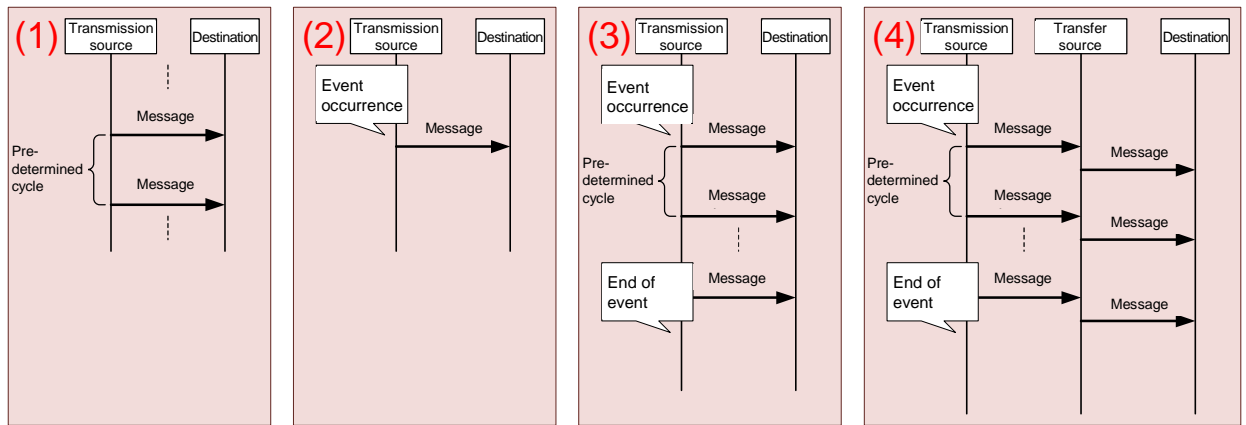 (1)
Transmission
source
Destination
Message
Pre-
determined
cycle
Message
(2)
Transmission
source
Destination
Event
occurrence
Message
(3)
Transmission
source
Destination
Event
occurrence
Message
Pre-
determined
cycle
Message
End of
event
Message
(4)
Transmission
source
Transfer
source
Destination
Event
occurrence
Message
Message
Pre-
determined
cycle
Message
Message
End of
event
Message
Message